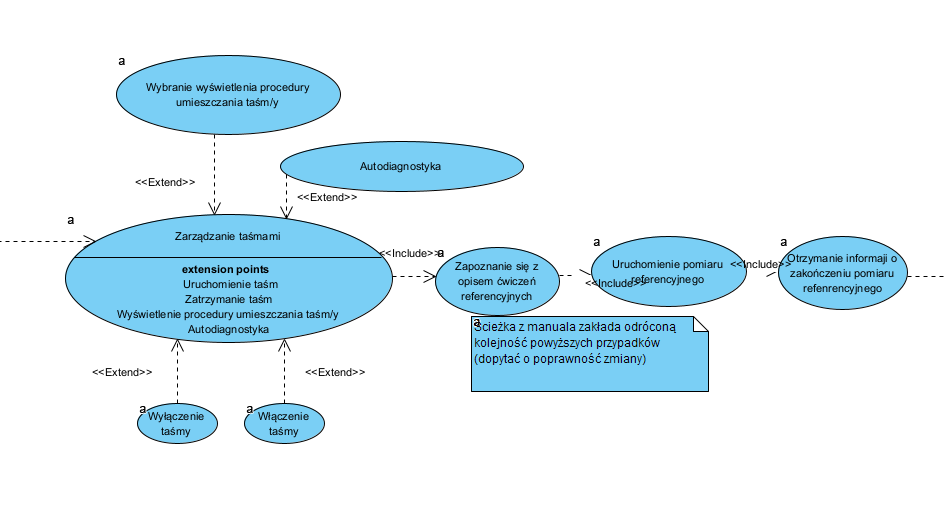 a
Wybranie wyświetlenia procedury
umieszczania taśm/y
<<Extend>>
Autodiagnostyka
<<Extend>>
a
Zarządzanie taśmami
extension points
Uruchomienie taśm
Zatrzymanie taśm
Wyświetlenie procedury umieszczania taśm/y
Autodiagnostyka
<<Include>>
a
Zapoznanie się z
opisem ćwiczeń
referencyjnych
<<Include>>
a
Uruchomienie pomiaru
referencyjnego
<<Include>>
a
Otrzymanie informaji o
zakończeniu pomiaru
refenrencyjnego
a
Ścieżka z manuala zakłada odróconą
kolejność powyższych przypadków
(dopytać o poprawność zmiany)
<<Extend>>
<<Extend>>
a
Wyłączenie
taśmy
a
Włączenie
taśmy